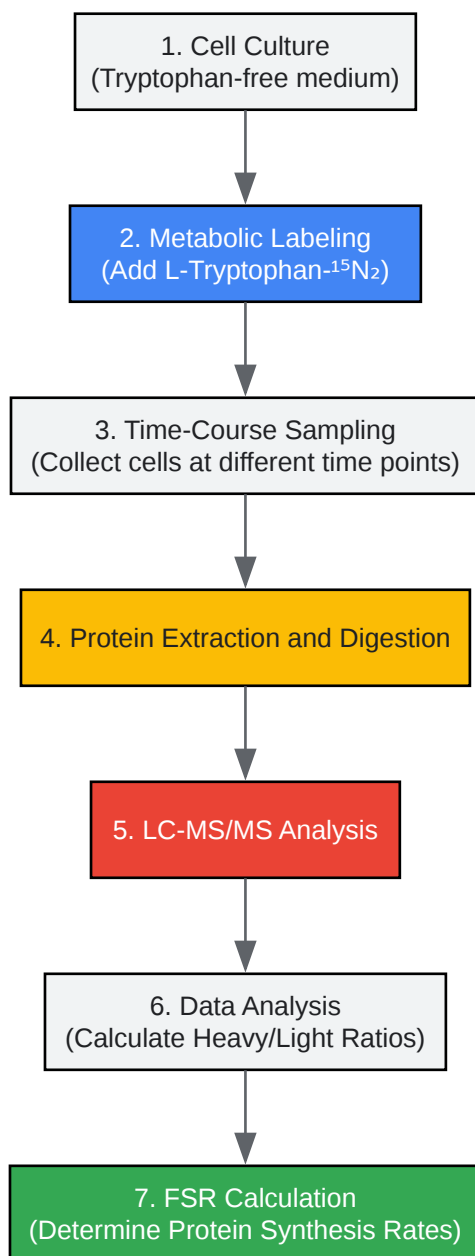 1. Cell Culture
(Tryptophan-free medium)
2. Metabolic Labeling
(Add L-Tryptophan-¹⁵N₂)
3. Time-Course Sampling
(Collect cells at different time points)
4. Protein Extraction and Digestion
5. LC-MS/MS Analysis
6. Data Analysis
(Calculate Heavy/Light Ratios)
7. FSR Calculation
(Determine Protein Synthesis Rates)